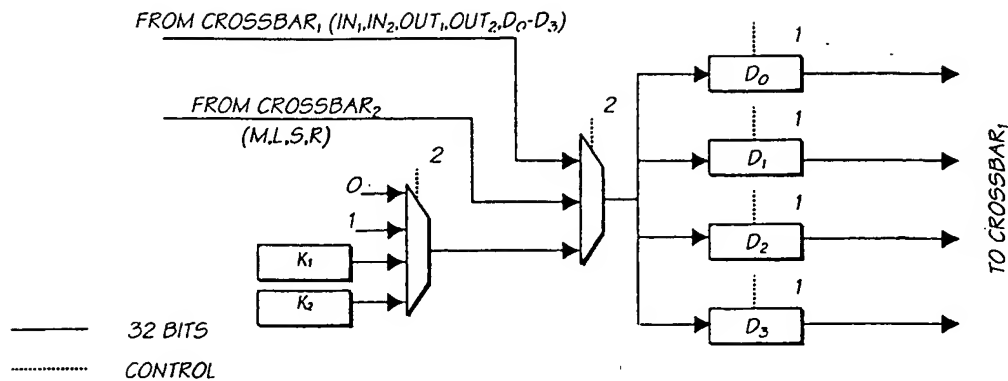 FROM CROSSBAR₁ (IN₁,IN₂,OUT₁,OUT₂,D₀-D₃)
1
D₀
FROM CROSSBAR₂
(M,L,S,R)
2
1
D₁
2
0
1
1
D₂
K₁
K₂
1
D₃
TO CROSSBAR₁
32 BITS
CONTROL